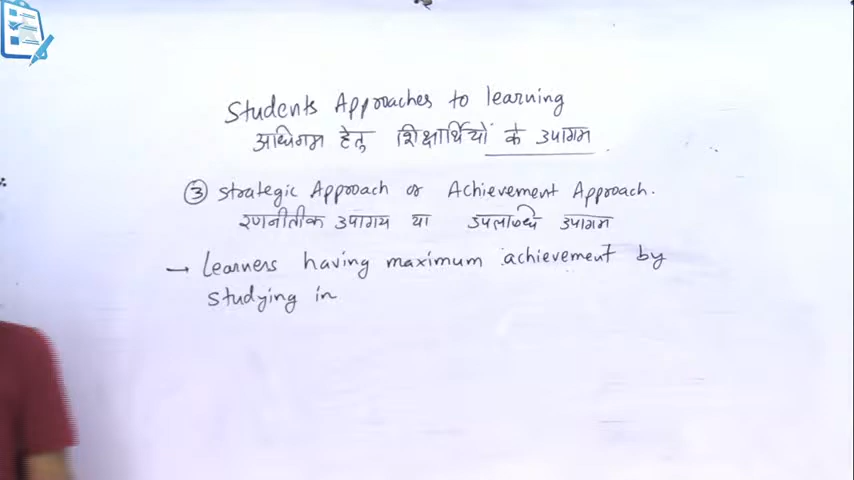 Students Approaches to learning
अधिगम हेतु शिक्षार्थियों के उपागम
③ Strategic Approach or Achievement Approach.
रणनीतीक उपागम या उपलाब्धि उपागम
→ Learners having maximum achievement by
studying in